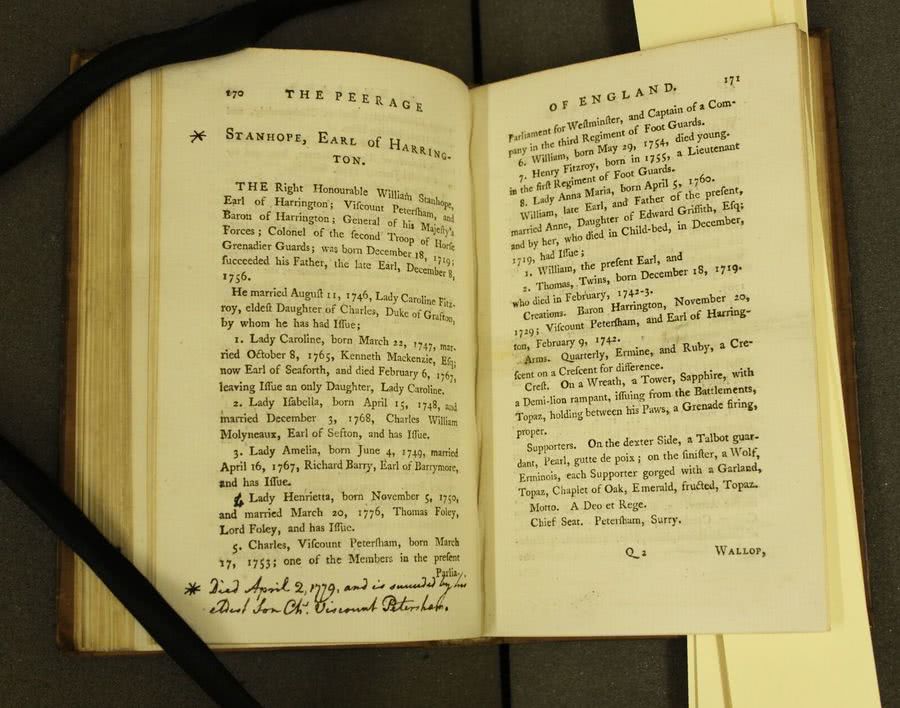 170 THE PEERAGE
* STANHOPE, EARL of HARRING-
TON.
THE Right Honourable William Stanhope,
Earl of Harrington; Viſcount Peterſham, and
Baron of Harrington; General of his Majeſty's
Forces; Colonel of the ſecond Troop of Horſe
Grenadier Guards; was born December 18, 1719;
ſucceeded his Father, the late Earl, December 8,
1756.
He married Auguſt 11, 1746, Lady Caroline Fitz-
roy, eldeſt Daughter of Charles, Duke of Grafton,
by whom he has had Iſſue;
1. Lady Caroline, born March 22, 1747, mar-
ried October 8, 1765, Kenneth Mackenzie, Eſq;
now Earl of Seaforth, and died February 6, 1767,
leaving Iſſue an only Daughter, Lady Caroline.
2. Lady Iſabella, born April 15, 1748, and
married December 3, 1768, Charles William
Molyneaux, Earl of Sefton, and has Iſſue.
3. Lady Amelia, born June 4, 1749, married
April 16, 1767, Richard Barry, Earl of Barrymore,
and has Iſſue.
4 Lady Henrietta, born November 5, 1750,
and married March 20, 1776, Thomas Foley,
Lord Foley, and has Iſſue.
5. Charles, Viſcount Peterſham, born March
17, 1753; one of the Members in the preſent
Parlia-
* Died April 2, 1779, and is succeeded by his
eldest Son Chs. Viscount Petersham.
OF ENGLAND. 171
Parliament for Weſtminſter, and Captain of a Com-
pany in the third Regiment of Foot Guards.
6. William, born May 29, 1754, died young.
7. Henry Fitzroy, born in 1755, a Lieutenant
in the firſt Regiment of Foot Guards.
8. Lady Anna Maria, born April 5, 1760.
William, late Earl, and Father of the preſent,
married Anne, Daughter of Edward Griffith, Eſq;
and by her, who died in Child-bed, in December,
1719, had Iſſue;
1. William, the preſent Earl, and
2. Thomas, Twins, born December 18, 1719.
who died in February, 1742-3.
Creations. Baron Harrington, November 20,
1729; Viſcount Peterſham, and Earl of Harring-
ton, February 9, 1742.
Arms. Quarterly, Ermine, and Ruby, a Cre-
ſcent on a Creſcent for difference.
Creſt. On a Wreath, a Tower, Sapphire, with
a Demi-lion rampant, iſſuing from the Battlements,
Topaz, holding between his Paws, a Grenade firing,
proper.
Supporters. On the dexter Side, a Talbot guar-
dant, Pearl, gutte de poix; on the ſiniſter, a Wolf,
Erminois, each Supporter gorged with a Garland,
Topaz, Chaplet of Oak, Emerald, fructed, Topaz.
Motto. A Deo et Rege.
Chief Seat. Peterſham, Surry.
Q 2 WALLOP,